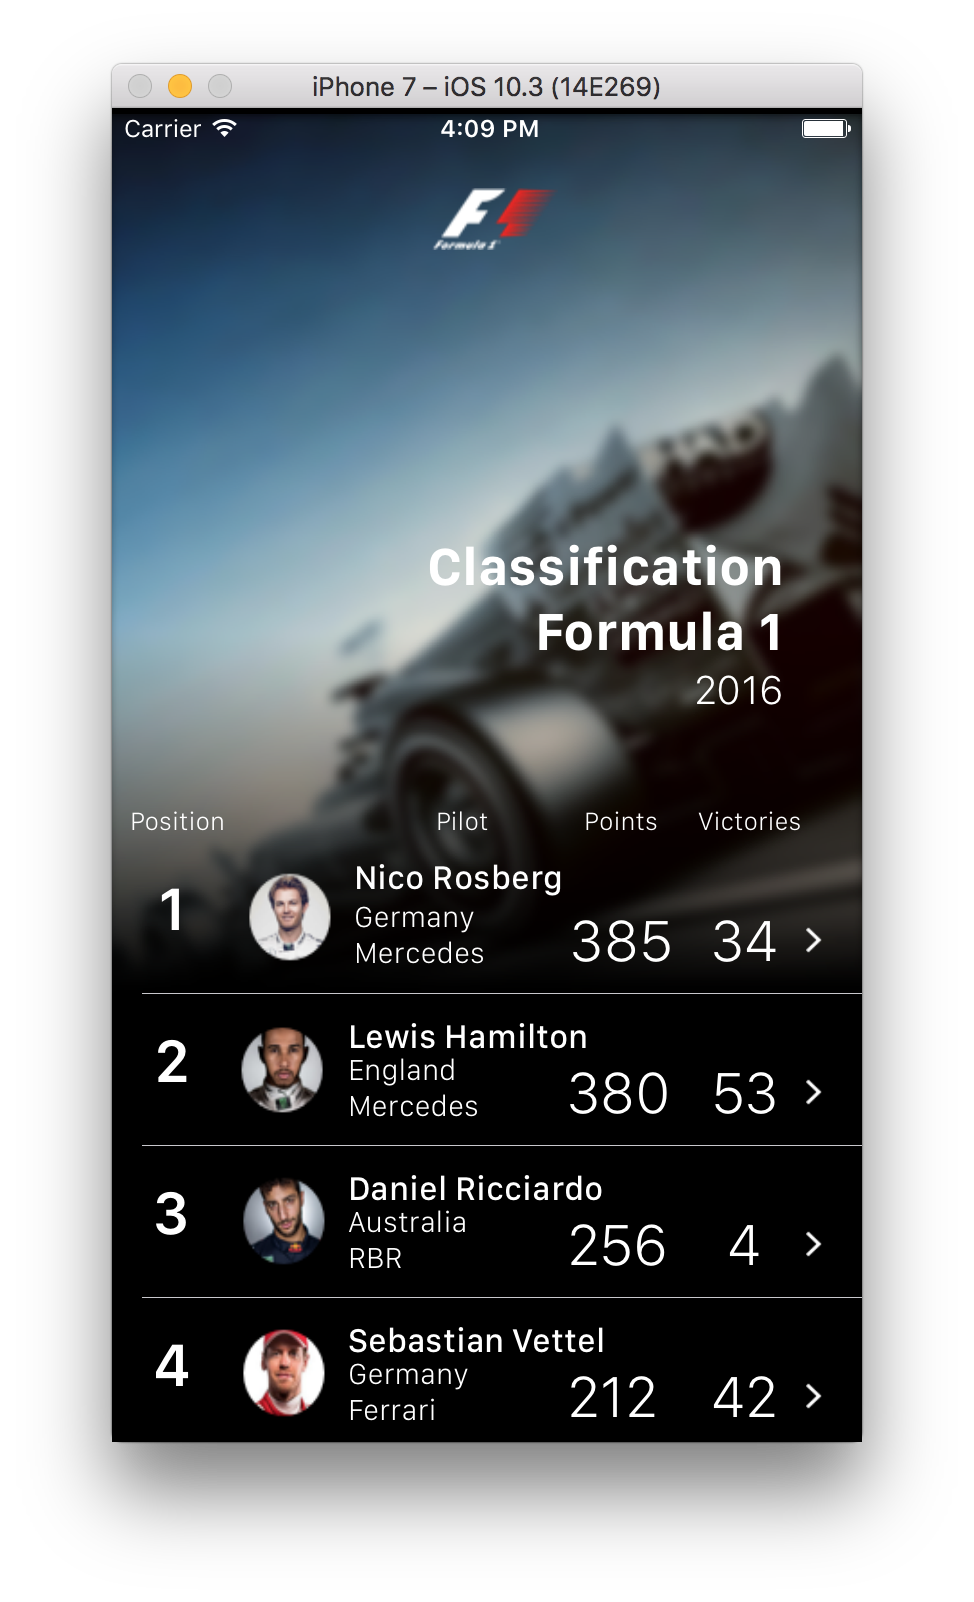 iPhone 7 – iOS 10.3 (14E269)
Carrier 4:09 PM
F1
Formula 1
Classification
Formula 1
2016
Position Pilot Points Victories
1 Nico Rosberg
Germany
Mercedes 385 34
2 Lewis Hamilton
England
Mercedes 380 53
3 Daniel Ricciardo
Australia
RBR 256 4
4 Sebastian Vettel
Germany
Ferrari 212 42